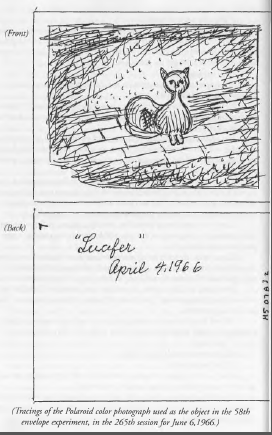 (Front)
(Back)
"Lucifer"
April 4, 1966
(Tracings of the Polaroid color photograph used as the object in the 58th
envelope experiment, in the 265th session for June 6, 1966.)